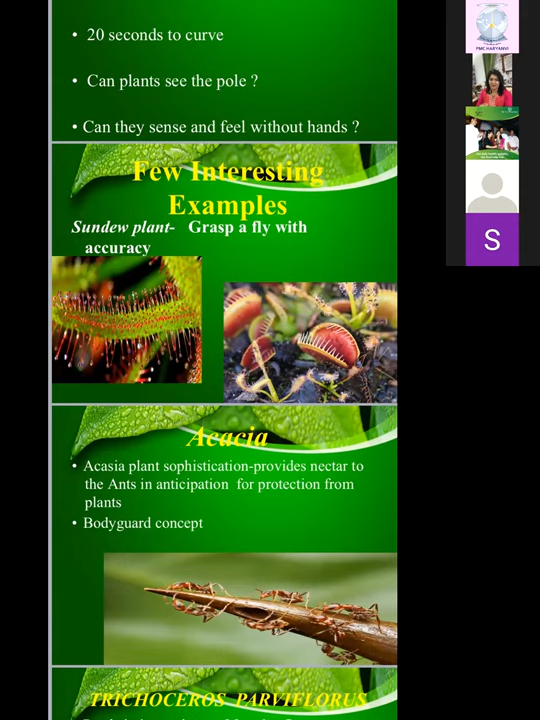 • 20 seconds to curve
• Can plants see the pole ?
• Can they sense and feel without hands ?
Few Interesting
Examples
Sundew plant- Grasp a fly with
accuracy
Acacia
• Acasia plant sophistication-provides nectar to
the Ants in anticipation for protection from
plants
• Bodyguard concept
TRICHOCEROS PARVIFLORUS
PMC HARYANVI
S